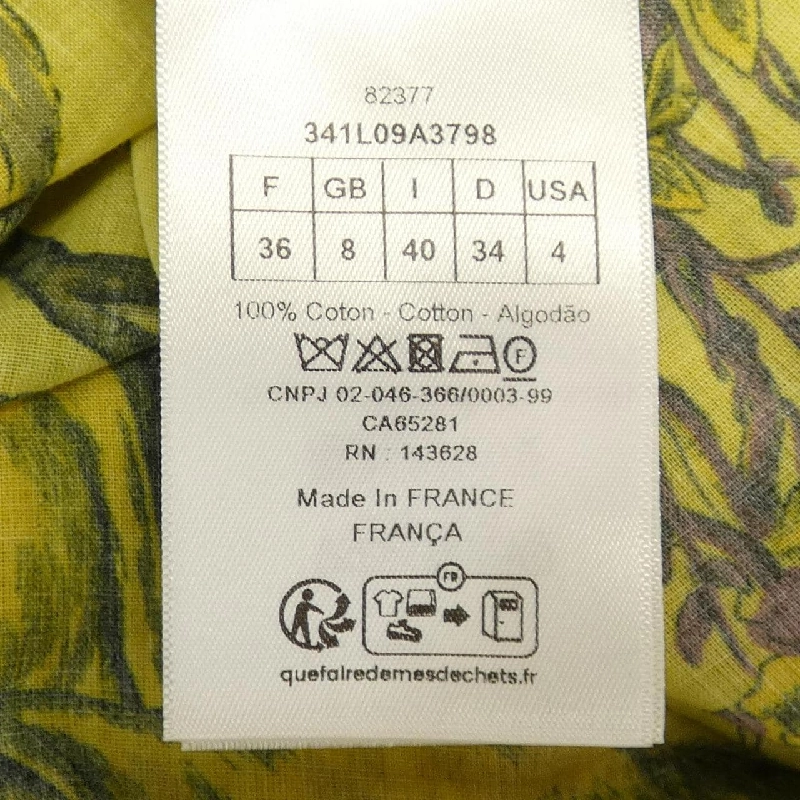 82377
341L09A3798
F GB I D USA
36 8 40 34 4
100% Coton - Cotton - Algodão
F
CNPJ 02-046-366/0003-99
CA65281
RN : 143628
Made In FRANCE
FRANÇA
FR
quefairedemesdechets.fr